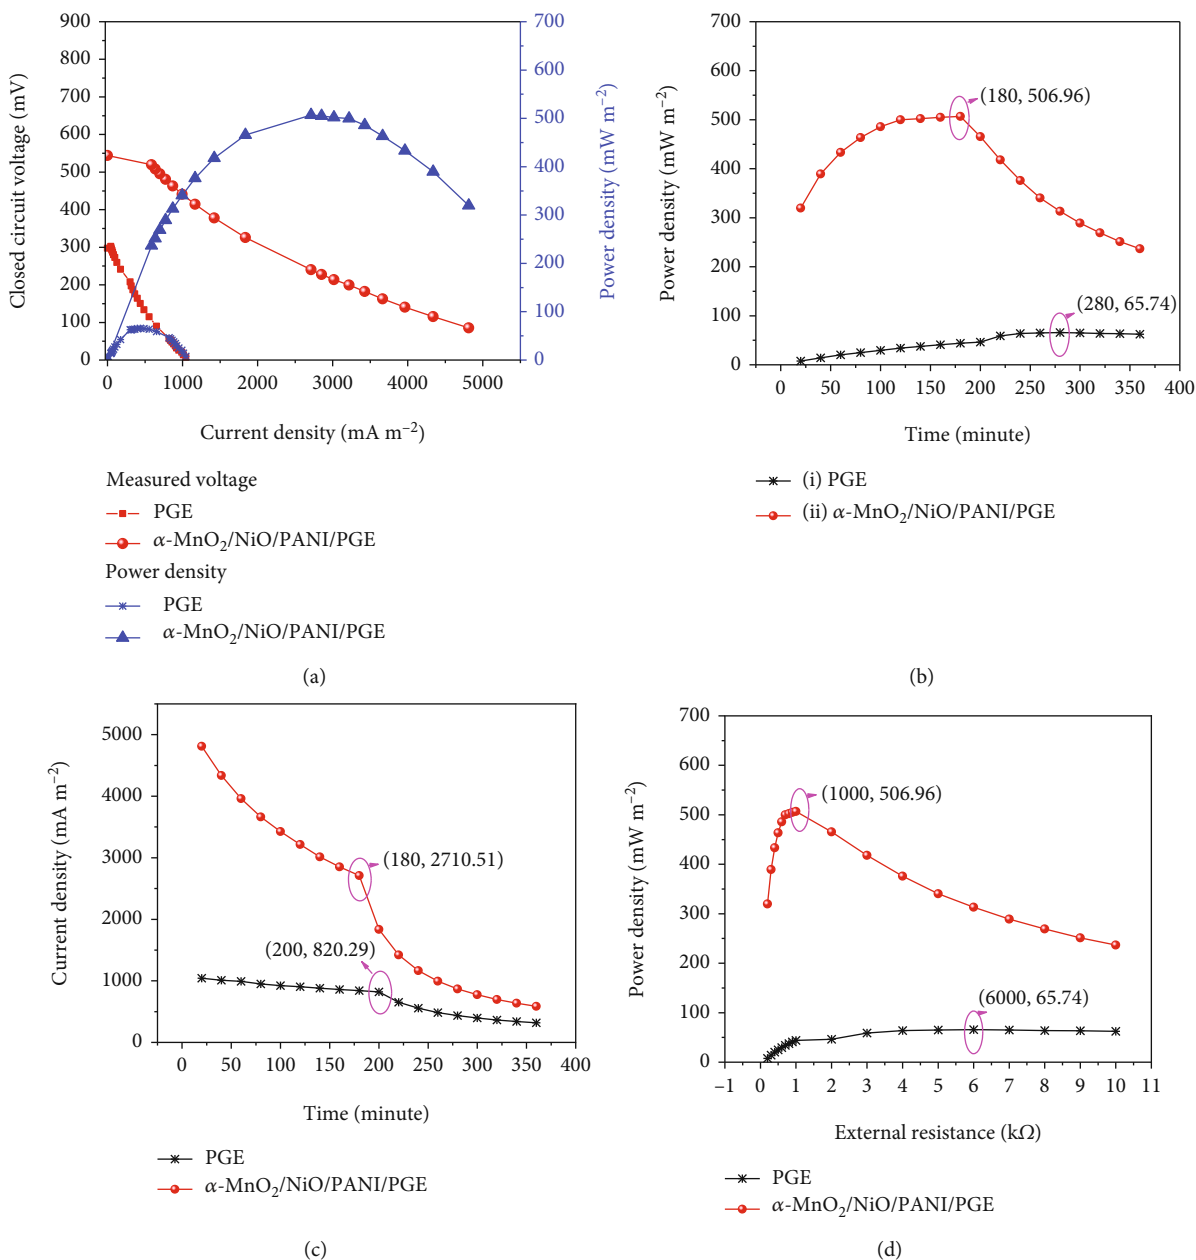 900
800
700
600
500
400
300
200
100
0
Closed circuit voltage (mV)
700
600
500
400
300
200
100
0
Power density (mW m⁻²)
0 1000 2000 3000 4000 5000
Current density (mA m⁻²)
Measured voltage
PGE
α-MnO₂/NiO/PANI/PGE
Power density
PGE
α-MnO₂/NiO/PANI/PGE
(a)
700
600
500
400
300
200
100
0
Power density (mW m⁻²)
(180, 506.96)
(280, 65.74)
0 50 100 150 200 250 300 350 400
Time (minute)
(i) PGE
(ii) α-MnO₂/NiO/PANI/PGE
(b)
5000
4000
3000
2000
1000
0
Current density (mA m⁻²)
(180, 2710.51)
(200, 820.29)
0 50 100 150 200 250 300 350 400
Time (minute)
PGE
α-MnO₂/NiO/PANI/PGE
(c)
700
600
500
400
300
200
100
0
Power density (mW m⁻²)
(1000, 506.96)
(6000, 65.74)
−1 0 1 2 3 4 5 6 7 8 9 10 11
External resistance (kΩ)
PGE
α-MnO₂/NiO/PANI/PGE
(d)